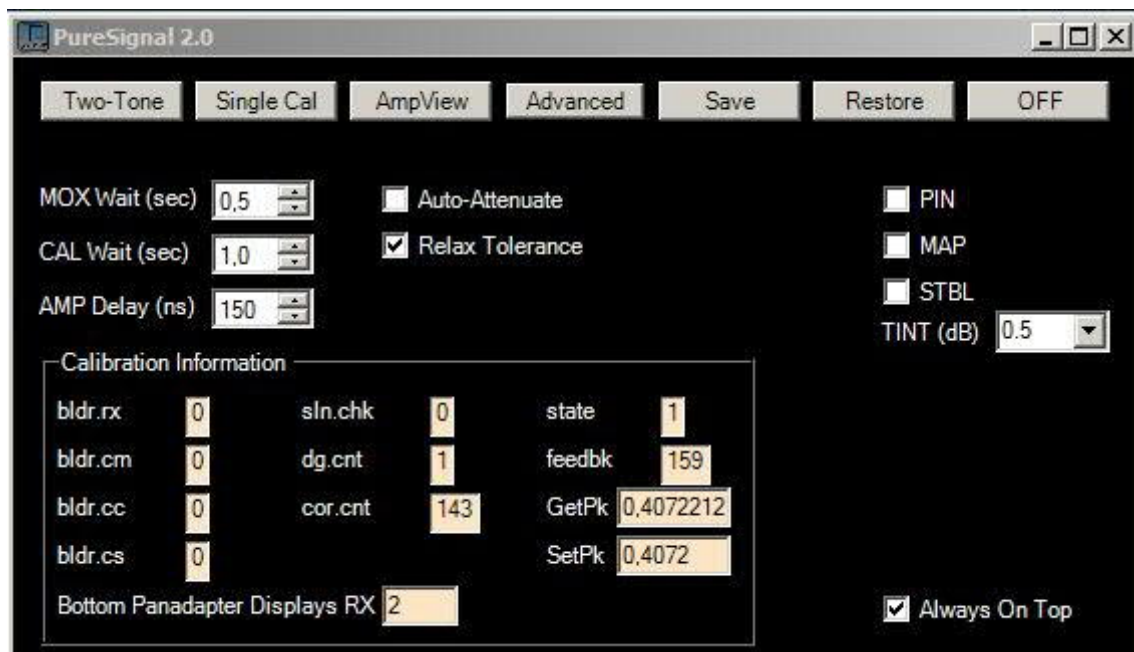 PureSignal 2.0
Two-Tone Single Cal AmpView Advanced Save Restore OFF
MOX Wait (sec) 0,5 Auto-Attenuate PIN
CAL Wait (sec) 1,0 Relax Tolerance MAP
AMP Delay (ns) 150 STBL
TINT (dB) 0.5
Calibration Information
bldr.rx 0 sln.chk 0 state 1
bldr.cm 0 dg.cnt 1 feedbk 159
bldr.cc 0 cor.cnt 143 GetPk 0,4072212
bldr.cs 0 SetPk 0,4072
Bottom Panadapter Displays RX 2
Always On Top